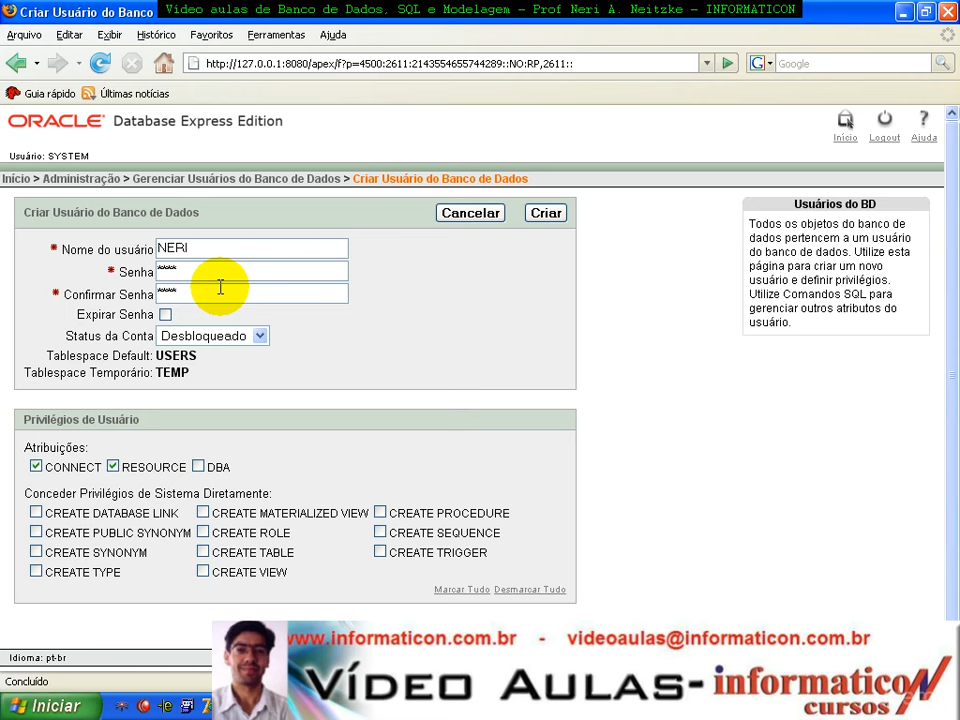 Criar Usuário do Banco
Vídeo aulas de Banco de Dados, SQL e Modelagem - Prof Neri A. Neitzke - INFORMATICON
Arquivo Editar Exibir Histórico Favoritos Ferramentas Ajuda
http://127.0.0.1:8080/apex/f?p=4500:2611:2143554655744289::NO:RP,2611::
Google
Guia rápido Últimas notícias
ORACLE Database Express Edition
Início Logout Ajuda
Usuário: SYSTEM
Início > Administração > Gerenciar Usuários do Banco de Dados > Criar Usuário do Banco de Dados
Criar Usuário do Banco de Dados Cancelar Criar
* Nome do usuário NERI
* Senha ****
* Confirmar Senha ****
Expirar Senha
Status da Conta Desbloqueado
Tablespace Default: USERS
Tablespace Temporário: TEMP
Usuários do BD
Todos os objetos do banco de
dados pertencem a um usuário
do banco de dados. Utilize esta
página para criar um novo
usuário e definir privilégios.
Utilize Comandos SQL para
gerenciar outros atributos do
usuário.
Privilégios de Usuário
Atribuições:
CONNECT RESOURCE DBA
Conceder Privilégios de Sistema Diretamente:
CREATE DATABASE LINK CREATE MATERIALIZED VIEW CREATE PROCEDURE
CREATE PUBLIC SYNONYM CREATE ROLE CREATE SEQUENCE
CREATE SYNONYM CREATE TABLE CREATE TRIGGER
CREATE TYPE CREATE VIEW
Marcar Tudo Desmarcar Tudo
Idioma: pt-br
Concluído
Iniciar
www.informaticon.com.br - videoaulas@informaticon.com.br
Vídeo Aulas-informaticon
cursos